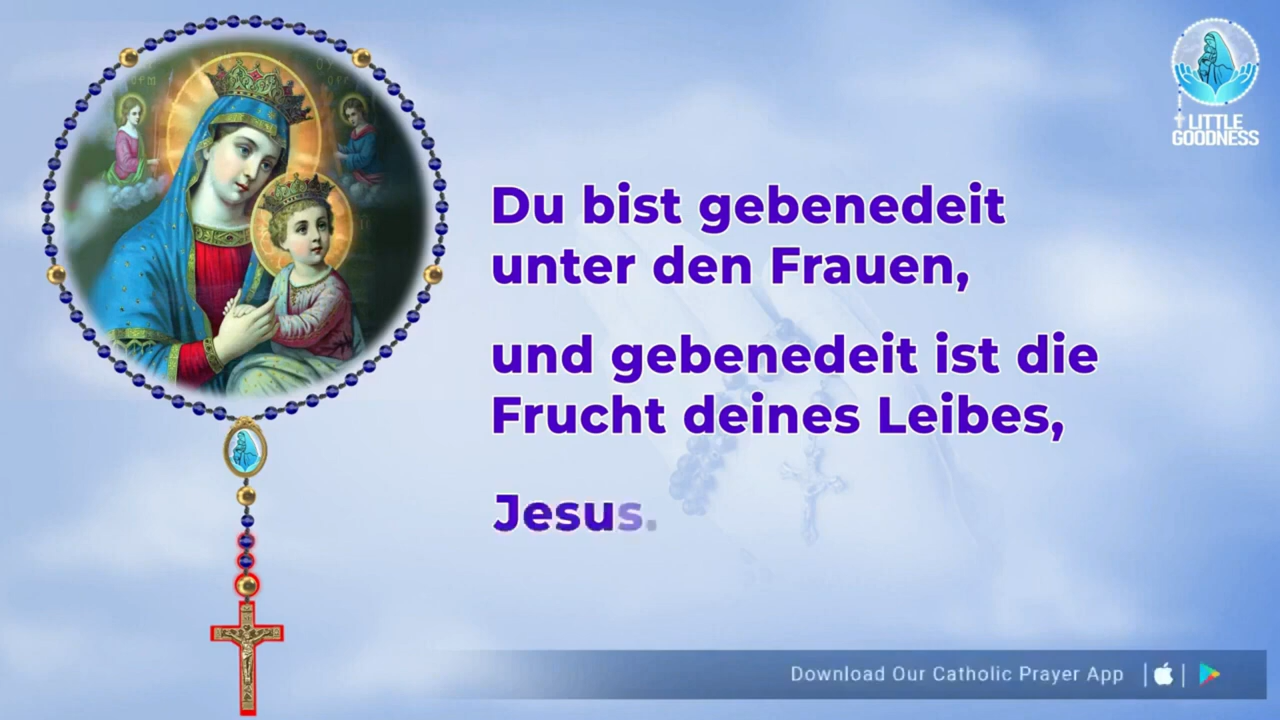 LITTLE
GOODNESS
Du bist gebenedeit
unter den Frauen,
und gebenedeit ist die
Frucht deines Leibes,
Jesus.
Download Our Catholic Prayer App